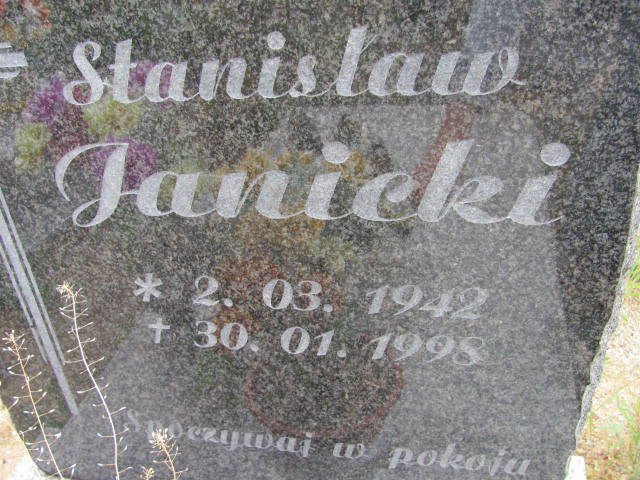 Stanisław
Janicki
* 2. 03. 1942
† 30. 01. 1998
Spoczywaj w pokoju